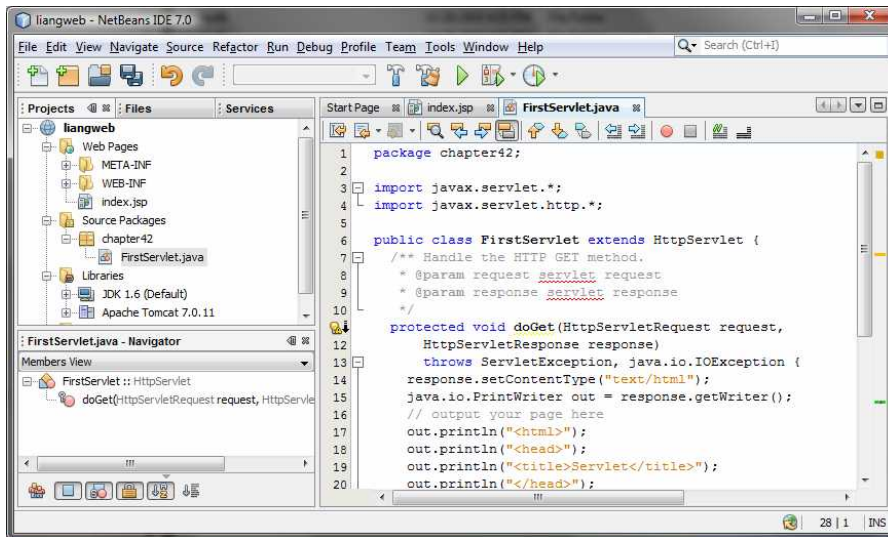 liangweb - NetBeans IDE 7.0
File Edit View Navigate Source Refactor Run Debug Profile Team Tools Window Help
Search (Ctrl+I)
Projects Files Services
liangweb
Web Pages
META-INF
WEB-INF
index.jsp
Source Packages
chapter42
FirstServlet.java
Libraries
JDK 1.6 (Default)
Apache Tomcat 7.0.11
FirstServlet.java - Navigator
Members View
FirstServlet :: HttpServlet
doGet(HttpServletRequest request, HttpServle
Start Page index.jsp FirstServlet.java
1 package chapter42;
2
3 import javax.servlet.*;
4 import javax.servlet.http.*;
5
6 public class FirstServlet extends HttpServlet {
7 /** Handle the HTTP GET method.
8 * @param request servlet request
9 * @param response servlet response
10 */
protected void doGet(HttpServletRequest request,
12 HttpServletResponse response)
13 throws ServletException, java.io.IOException {
14 response.setContentType("text/html");
15 java.io.PrintWriter out = response.getWriter();
16 // output your page here
17 out.println("<html>");
18 out.println("<head>");
19 out.println("<title>Servlet</title>");
20 out.println("</head>");
28 | 1 INS